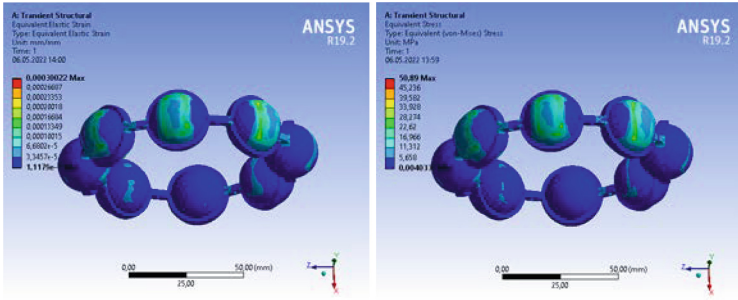 A: Transient Structural
Equivalent Elastic Strain
Type: Equivalent Elastic Strain
Unit: mm/mm
Time: 1
06.05.2022 14:00
ANSYS
R19.2
0,00030022 Max
0,00026687
0,00023353
0,00020018
0,00016684
0,00013349
0,00010015
6,6802e-5
3,3457e-5
0,00
50,00 (mm)
25,00
Z
Y
X
A: Transient Structural
Equivalent Stress
Type: Equivalent (von-Mises) Stress
Unit: MPa
Time: 1
06.05.2022 13:59
ANSYS
R19.2
50,89 Max
45,236
39,582
33,928
28,274
22,62
16,966
11,312
5,658
0,00
50,00 (mm)
25,00
Z
Y
X